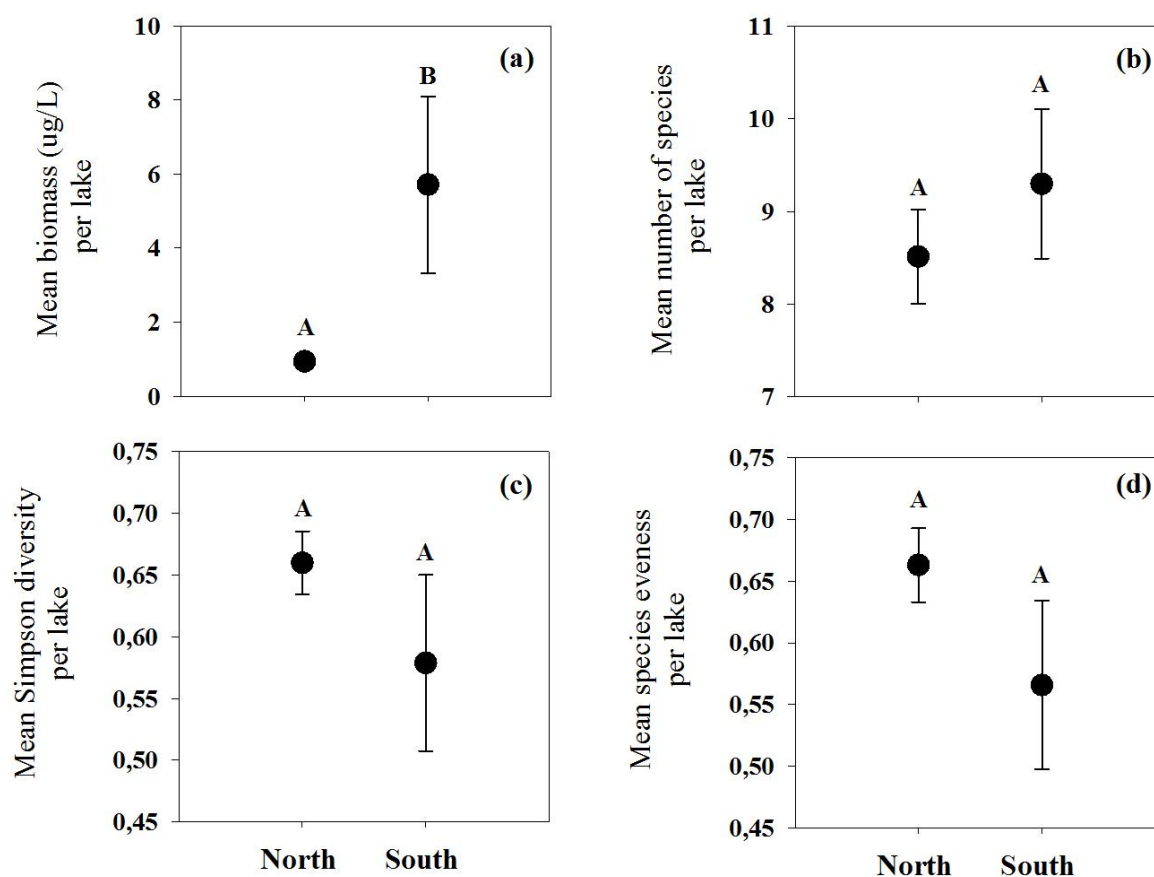 Mean biomass (ug/L)
per lake
10
8
6
4
2
0
(a)
A
B
Mean number of species
per lake
11
10
9
8
7
(b)
A
A
Mean Simpson diversity
per lake
0,75
0,70
0,65
0,60
0,55
0,50
0,45
(c)
A
A
North
South
Mean species eveness
per lake
0,75
0,70
0,65
0,60
0,55
0,50
0,45
(d)
A
A
North
South